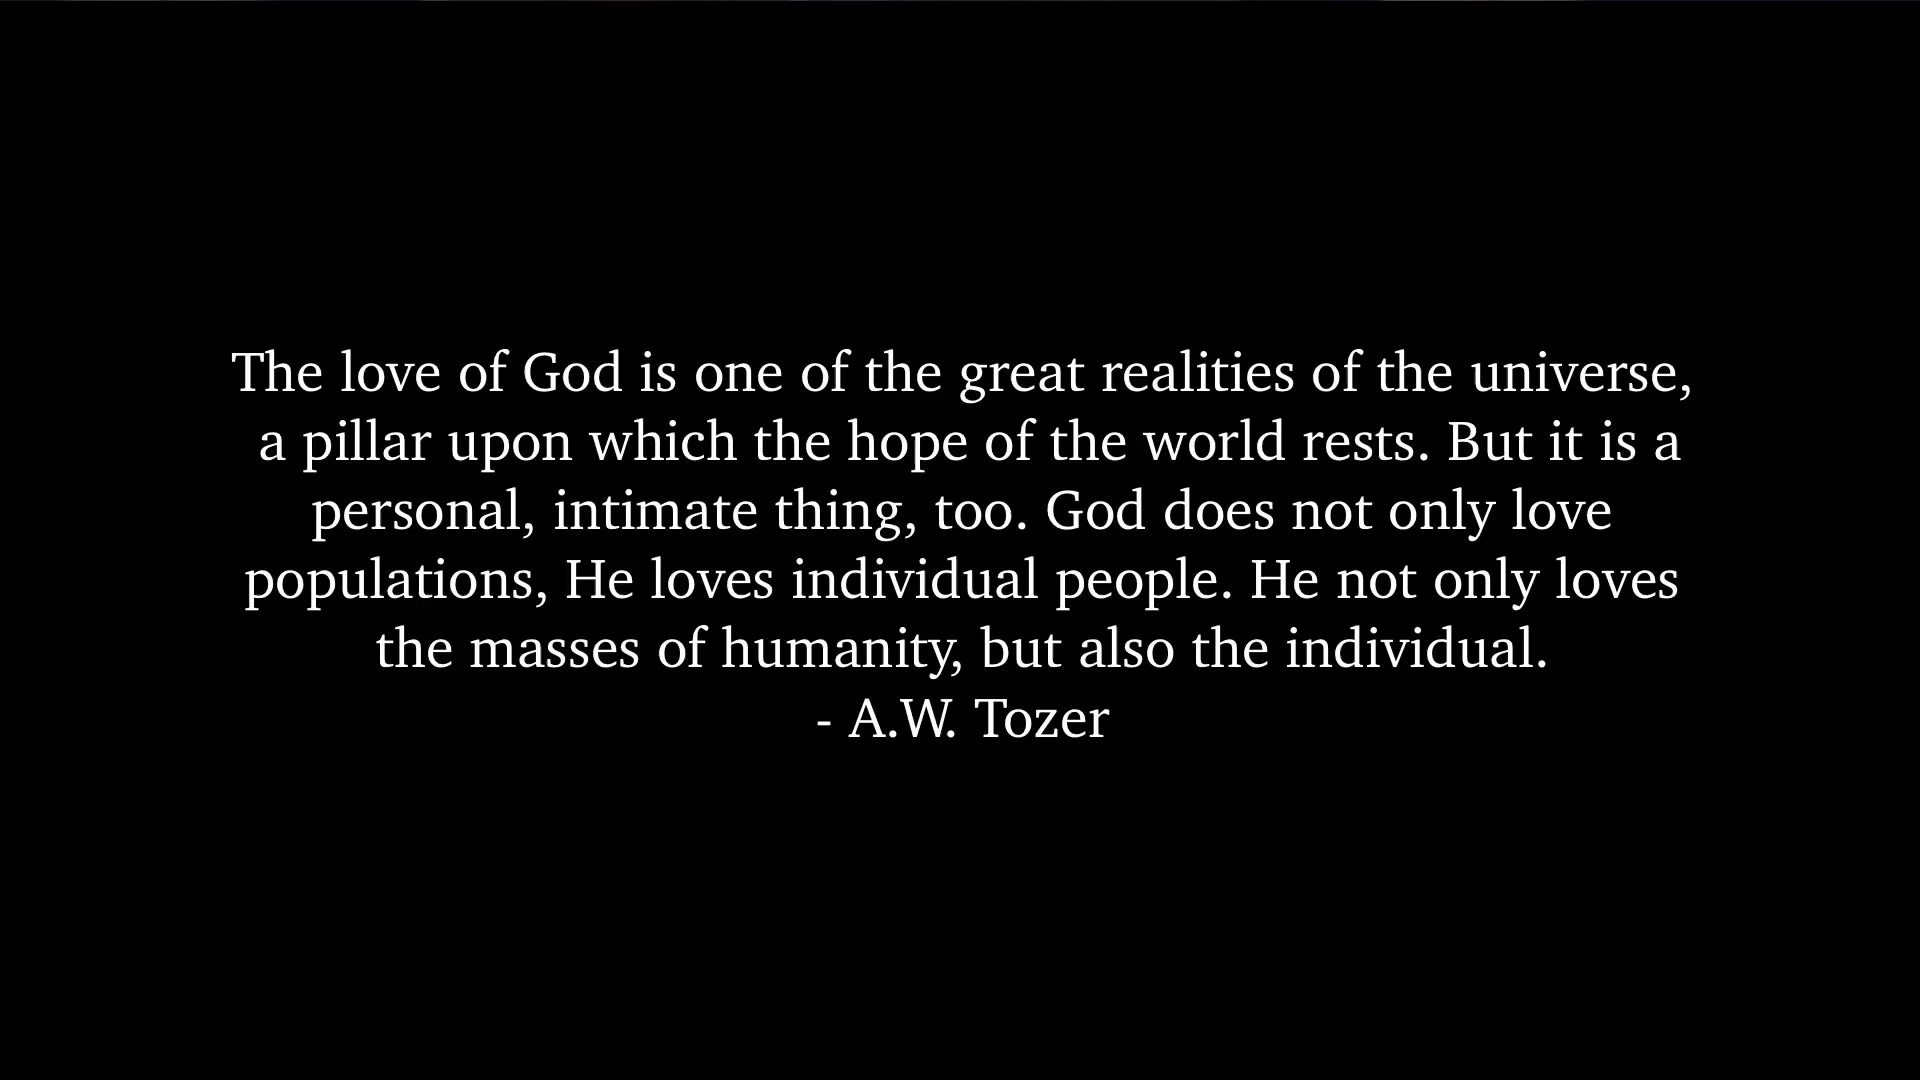 The love of God is one of the great realities of the universe,
a pillar upon which the hope of the world rests. But it is a
personal, intimate thing, too. God does not only love
populations, He loves individual people. He not only loves
the masses of humanity, but also the individual.
- A.W. Tozer